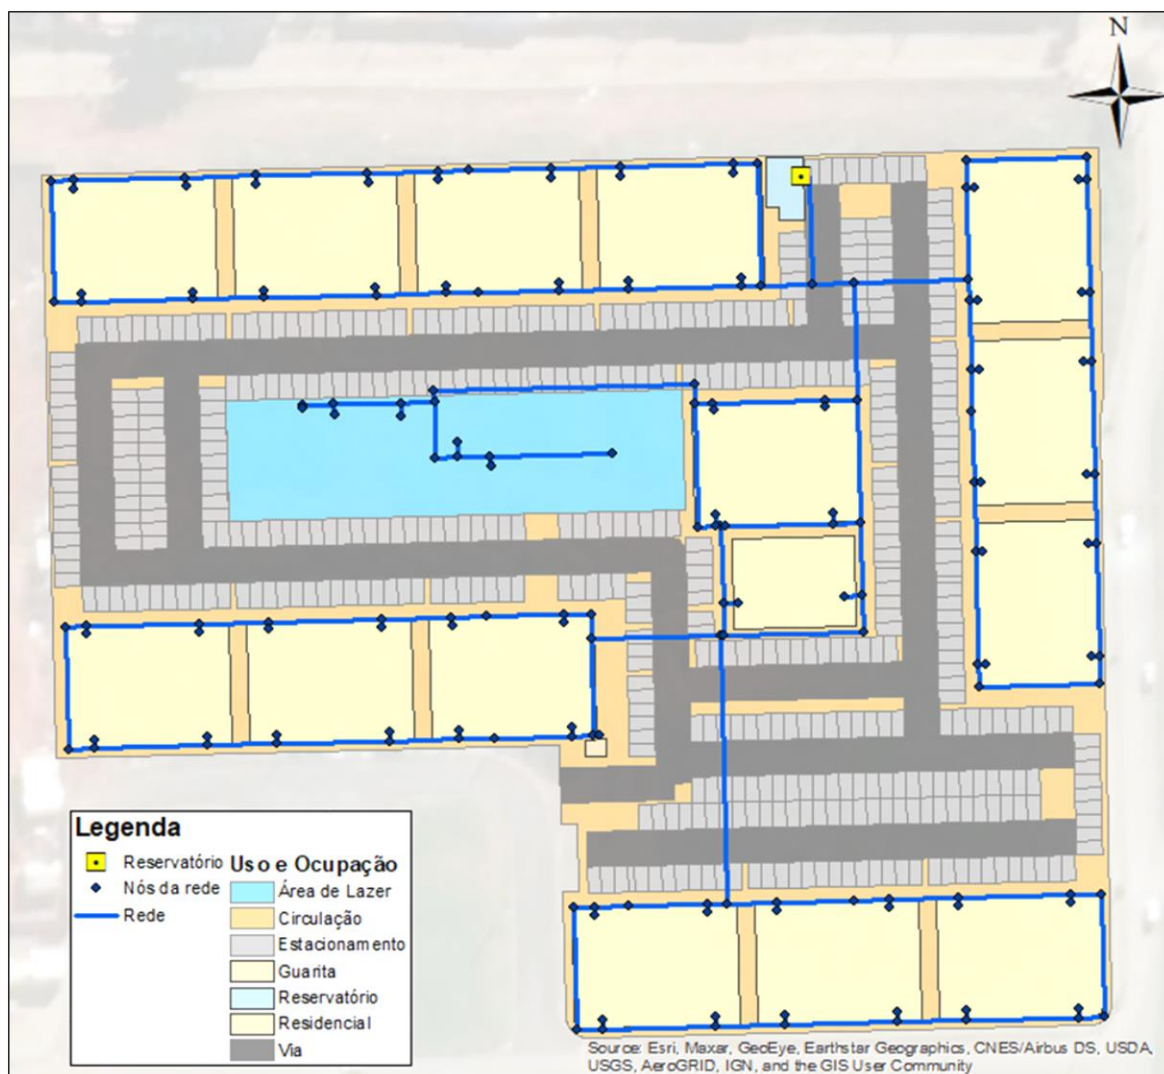 N
Legenda
Reservatório
Nós da rede
Rede
Uso e Ocupação
Área de Lazer
Circulação
Estacionamento
Guarita
Reservatório
Residencial
Via
Source: Esri, Maxar, GeoEye, Earthstar Geographics, CNES/Airbus DS, USDA,
USGS, AeroGRID, IGN, and the GIS User Community